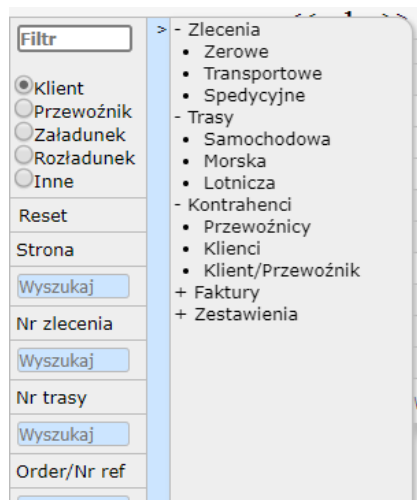 Filtr
Klient
Przewoźnik
Załadunek
Rozładunek
Inne
Reset
Strona
Wyszukaj
Nr zlecenia
Wyszukaj
Nr trasy
Wyszukaj
Order/Nr ref
>
- Zlecenia
• Zerowe
• Transportowe
• Spedycyjne
- Trasy
• Samochodowa
• Morska
• Lotnicza
- Kontrahenci
• Przewoźnicy
• Klienci
• Klient/Przewoźnik
+ Faktury
+ Zestawienia